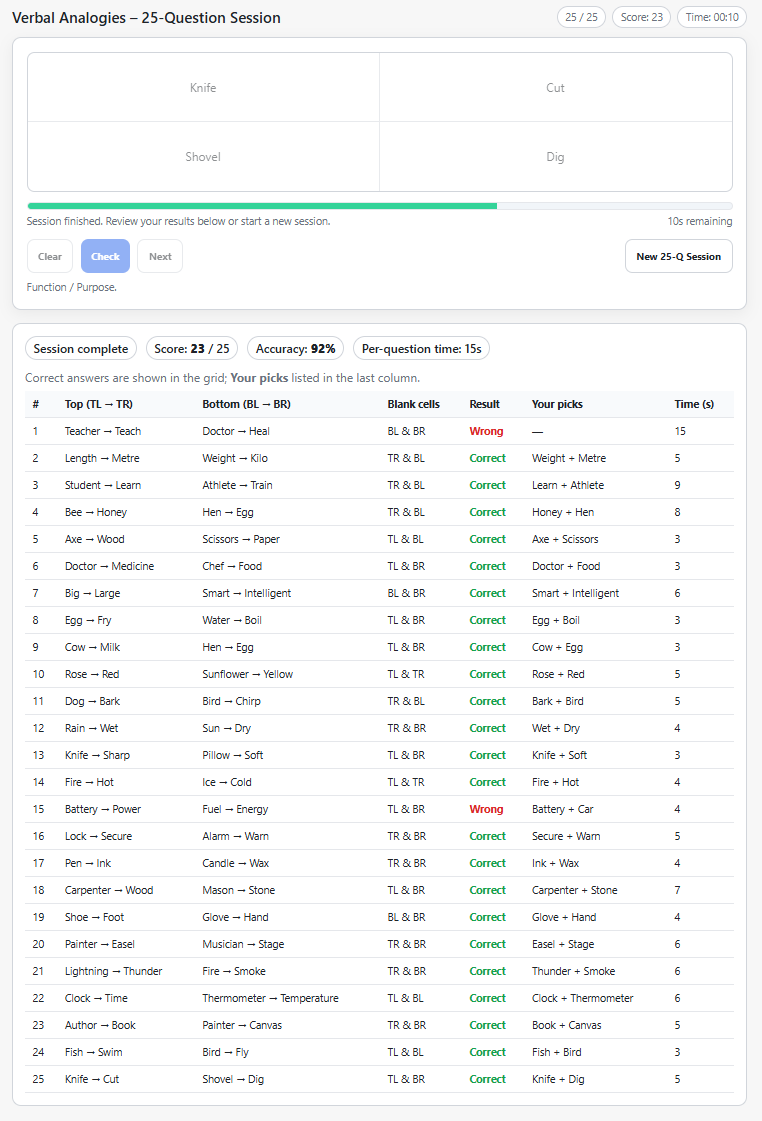 Verbal Analogies – 25-Question Session 25 / 25 Score: 23 Time: 00:10
Knife Cut
Shovel Dig
Session finished. Review your results below or start a new session. 10s remaining
Clear Check Next New 25-Q Session
Function / Purpose.
Session complete Score: 23 / 25 Accuracy: 92% Per-question time: 15s
Correct answers are shown in the grid; Your picks listed in the last column.
# Top (TL → TR) Bottom (BL → BR) Blank cells Result Your picks Time (s)
1 Teacher → Teach Doctor → Heal BL & BR Wrong — 15
2 Length → Metre Weight → Kilo TR & BL Correct Weight + Metre 5
3 Student → Learn Athlete → Train TR & BL Correct Learn + Athlete 9
4 Bee → Honey Hen → Egg TR & BL Correct Honey + Hen 8
5 Axe → Wood Scissors → Paper TL & BL Correct Axe + Scissors 3
6 Doctor → Medicine Chef → Food TL & BR Correct Doctor + Food 3
7 Big → Large Smart → Intelligent BL & BR Correct Smart + Intelligent 6
8 Egg → Fry Water → Boil TL & BR Correct Egg + Boil 3
9 Cow → Milk Hen → Egg TL & BR Correct Cow + Egg 3
10 Rose → Red Sunflower → Yellow TL & TR Correct Rose + Red 5
11 Dog → Bark Bird → Chirp TR & BL Correct Bark + Bird 5
12 Rain → Wet Sun → Dry TR & BR Correct Wet + Dry 4
13 Knife → Sharp Pillow → Soft TL & BR Correct Knife + Soft 3
14 Fire → Hot Ice → Cold TL & TR Correct Fire + Hot 4
15 Battery → Power Fuel → Energy TL & BR Wrong Battery + Car 4
16 Lock → Secure Alarm → Warn TR & BR Correct Secure + Warn 5
17 Pen → Ink Candle → Wax TR & BR Correct Ink + Wax 4
18 Carpenter → Wood Mason → Stone TL & BR Correct Carpenter + Stone 7
19 Shoe → Foot Glove → Hand BL & BR Correct Glove + Hand 4
20 Painter → Easel Musician → Stage TR & BR Correct Easel + Stage 6
21 Lightning → Thunder Fire → Smoke TR & BR Correct Thunder + Smoke 6
22 Clock → Time Thermometer → Temperature TL & BL Correct Clock + Thermometer 6
23 Author → Book Painter → Canvas TR & BR Correct Book + Canvas 5
24 Fish → Swim Bird → Fly TL & BL Correct Fish + Bird 3
25 Knife → Cut Shovel → Dig TL & BR Correct Knife + Dig 5